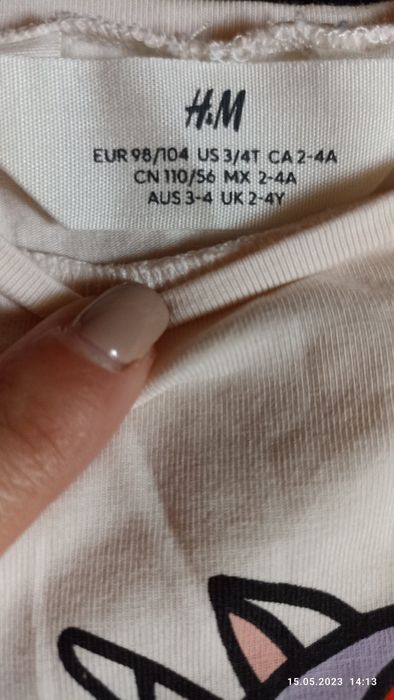 H&M
EUR 98/104 US 3/4T CA 2-4A
CN 110/56 MX 2-4A
AUS 3-4 UK 2-4Y
15.05.2023 14:13